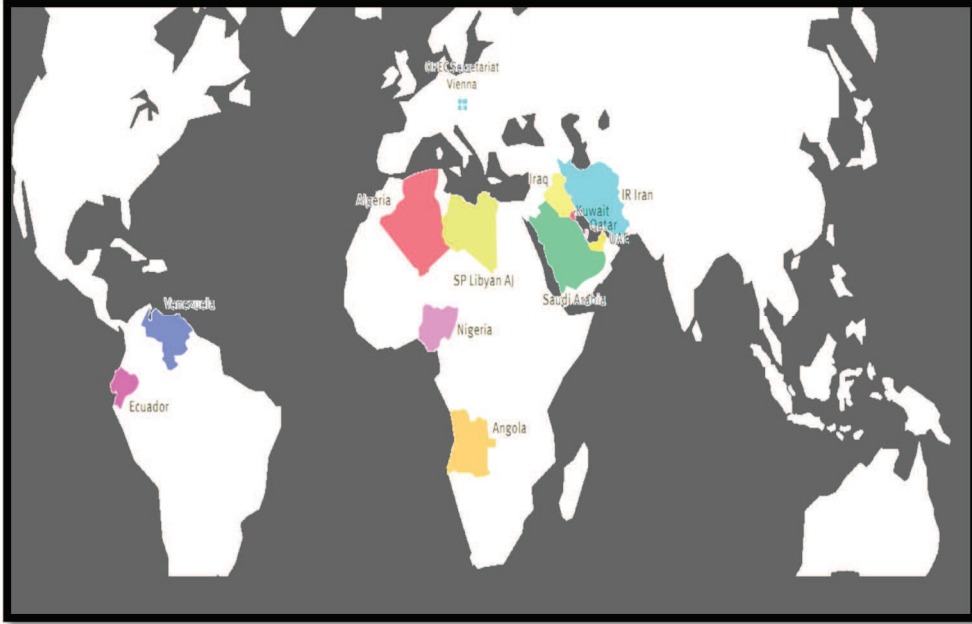 OPEC Secretariat
Vienna
Iraq
IR Iran
Algeria
Kuwait
Qatar
UAE
SP Libyan AJ
Saudi Arabia
Venezuela
Nigeria
Ecuador
Angola